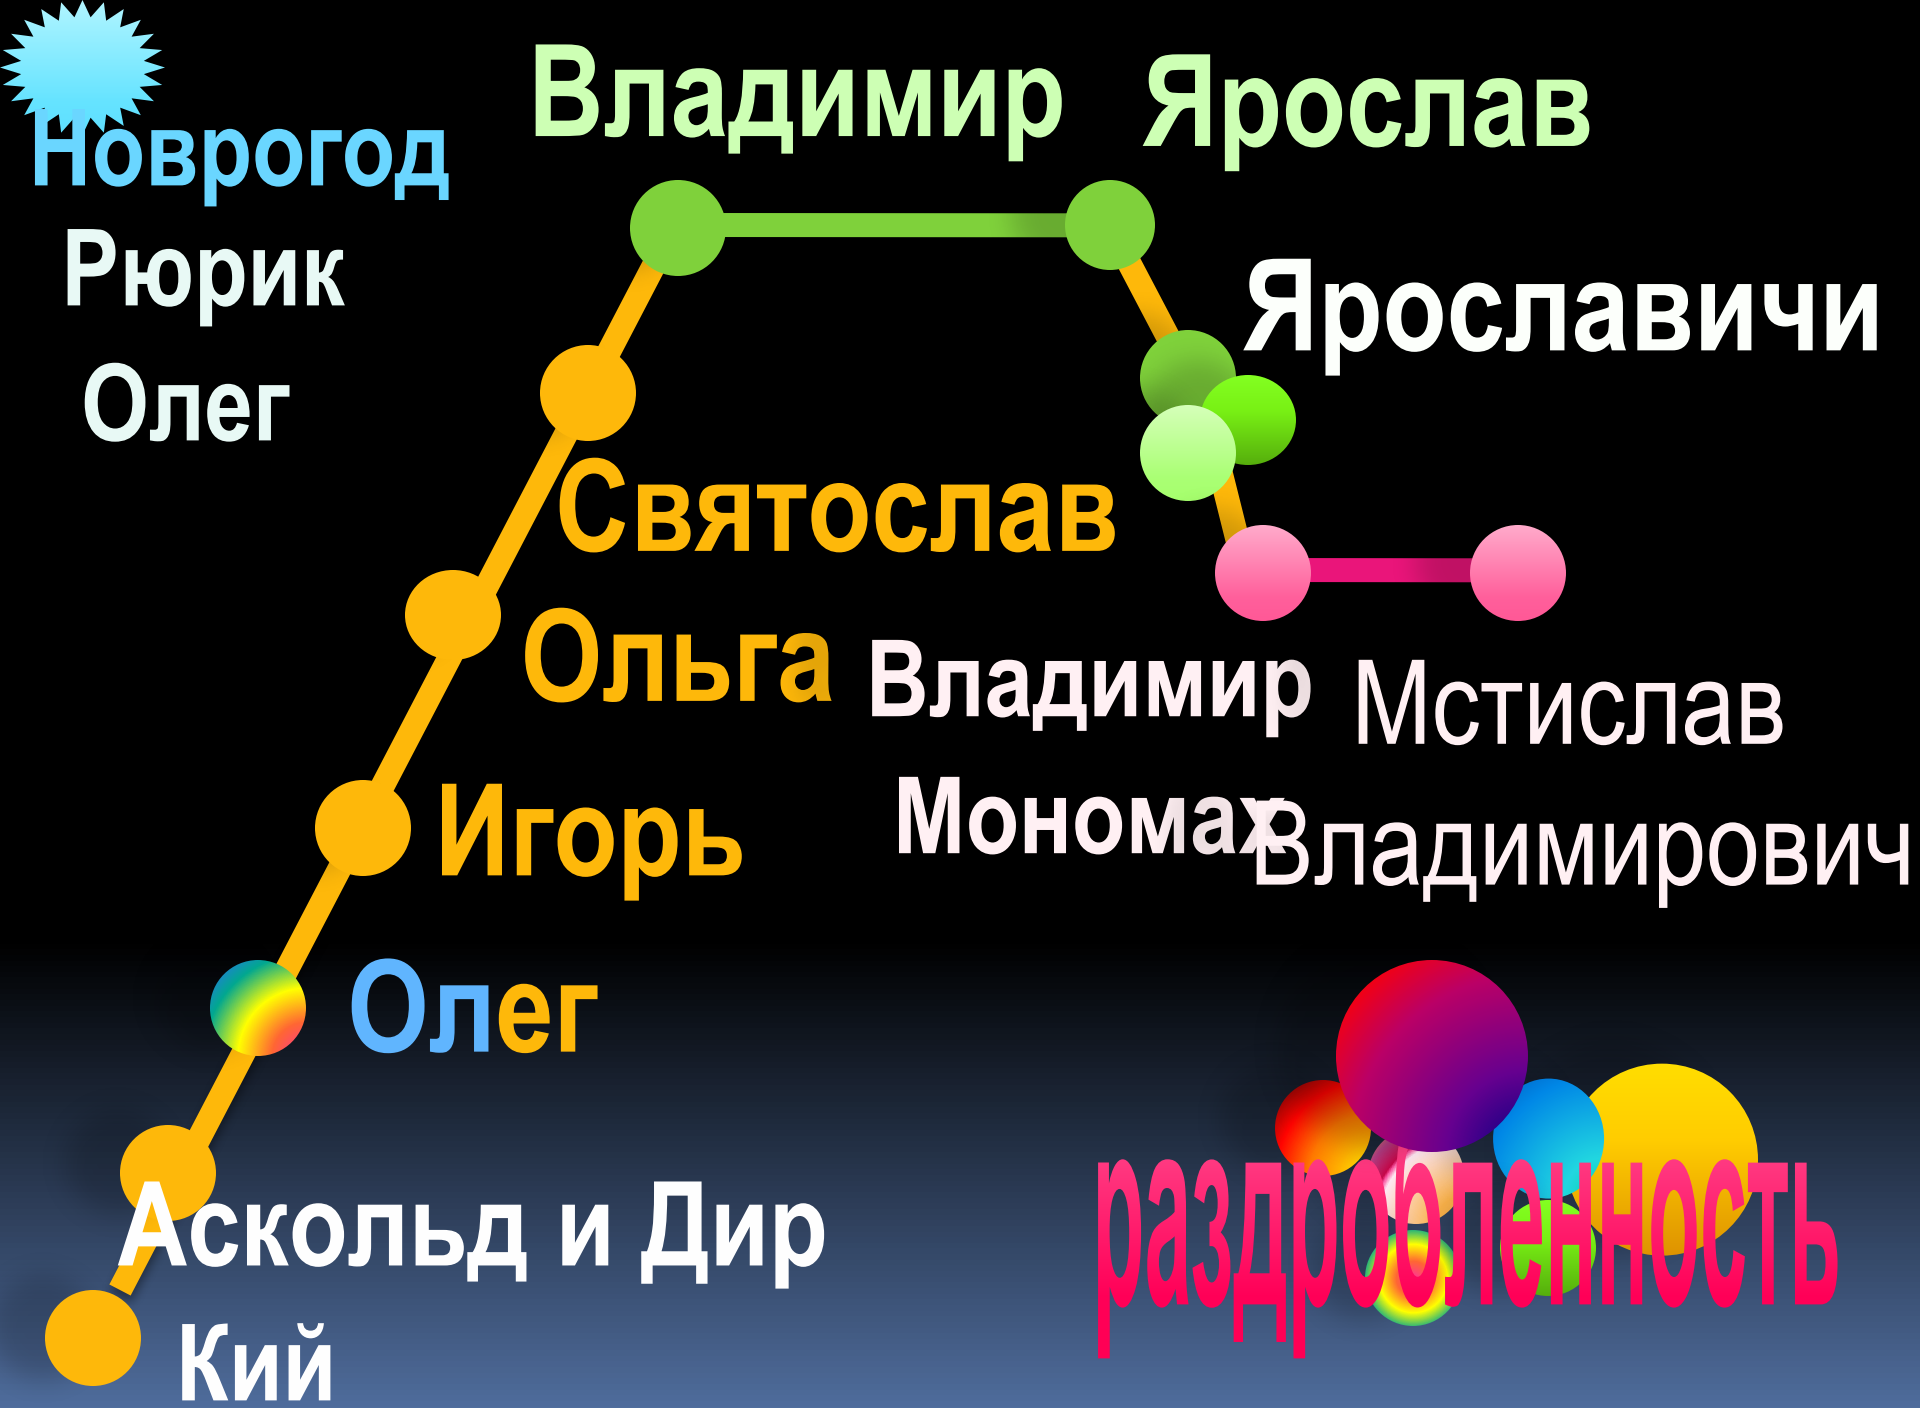 Новрогод
Рюрик
Олег
Владимир
Ярослав
Ярославичи
Святослав
Ольга
Игорь
Олег
Аскольд и Дир
Кий
Владимир
Мономах
Мстислав
Владимирович
раздробленность